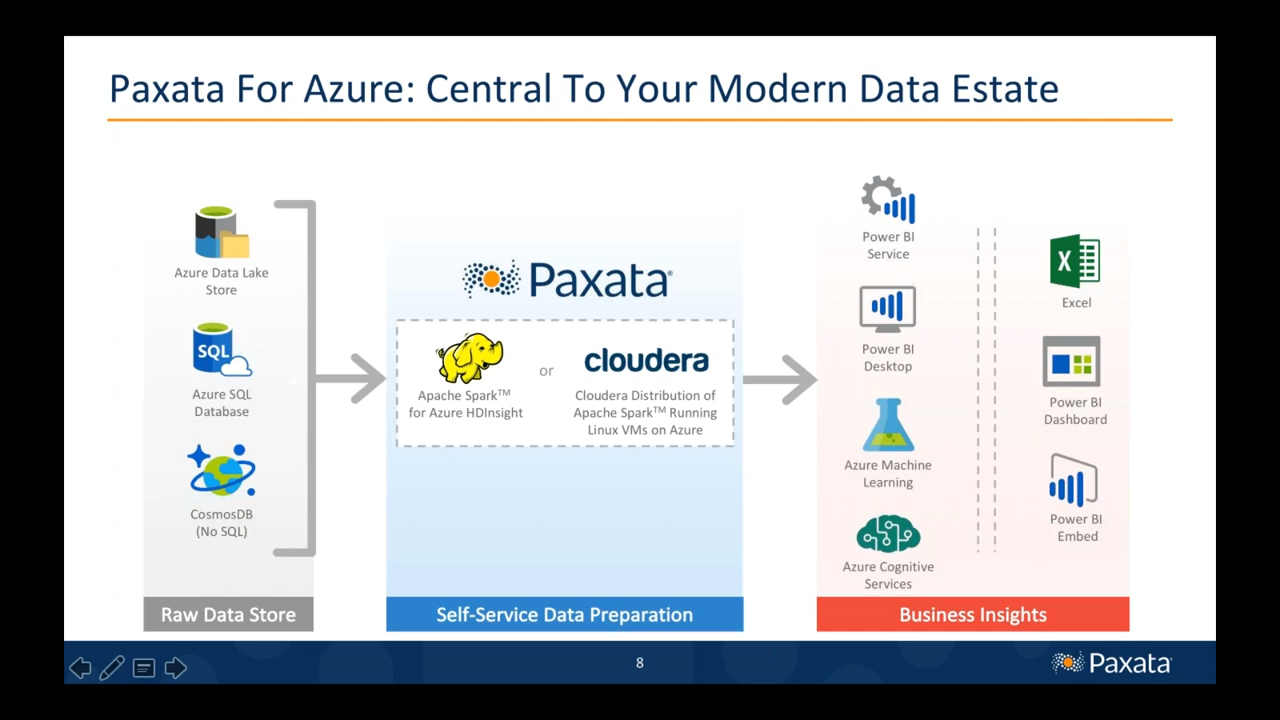 Paxata For Azure: Central To Your Modern Data Estate
Azure Data Lake
Store
SQL
Azure SQL
Database
CosmosDB
(No SQL)
Raw Data Store
Paxata®
Apache Spark™
for Azure HDInsight
or
cloudera
Cloudera Distribution of
Apache Spark™ Running
Linux VMs on Azure
Self-Service Data Preparation
Power BI
Service
Power BI
Desktop
Azure Machine
Learning
Azure Cognitive
Services
X
Excel
Power BI
Dashboard
Power BI
Embed
Business Insights
8
Paxata